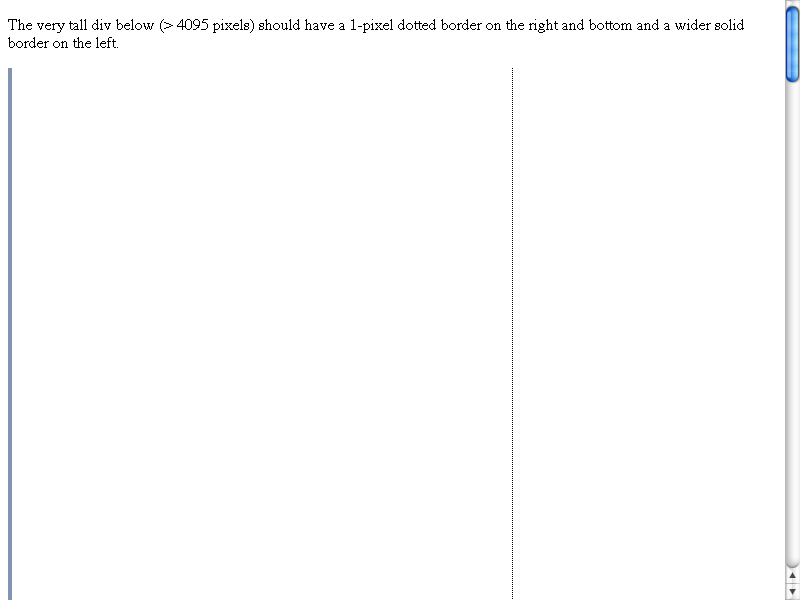 The very tall div below (> 4095 pixels) should have a 1-pixel dotted border on the right and bottom and a wider solid
border on the left.